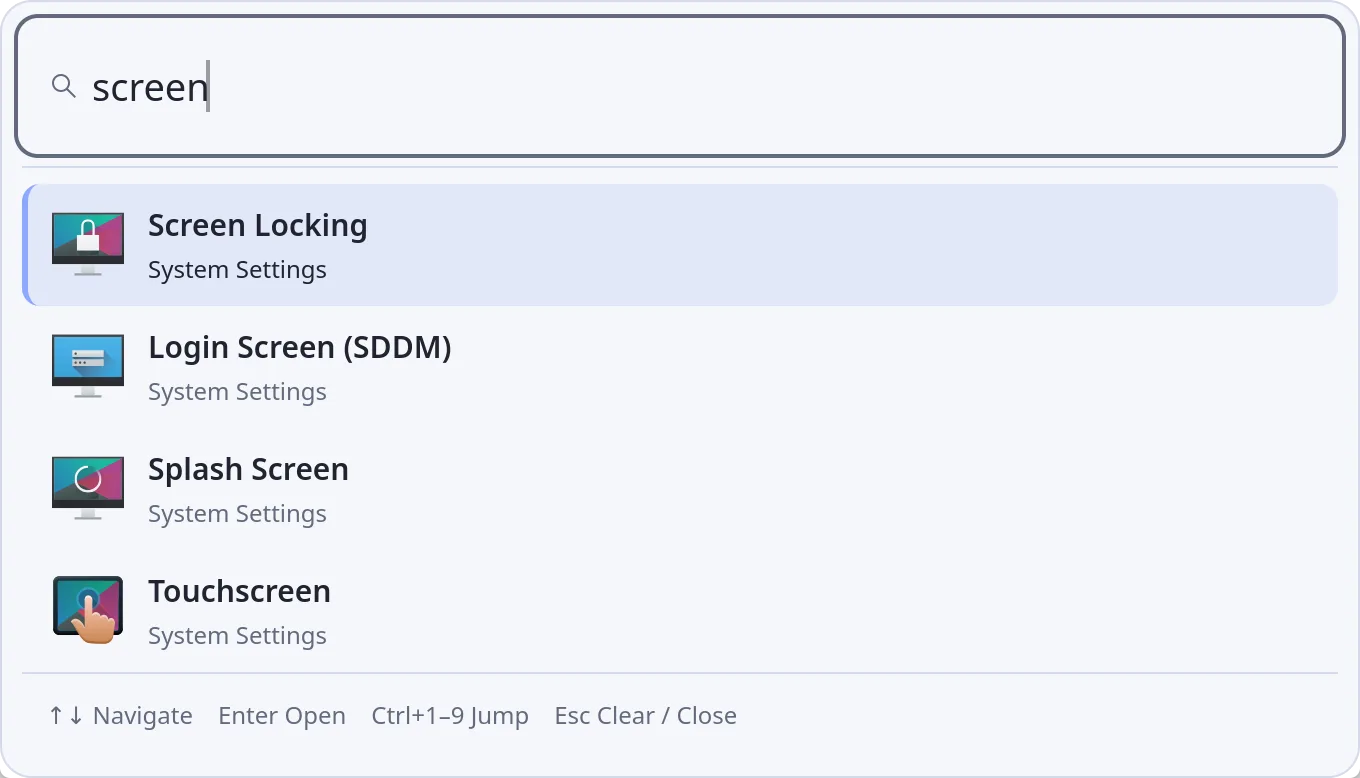 screen
Screen Locking
System Settings
Login Screen (SDDM)
System Settings
Splash Screen
System Settings
Touchscreen
System Settings
↑↓ Navigate Enter Open Ctrl+1–9 Jump Esc Clear / Close